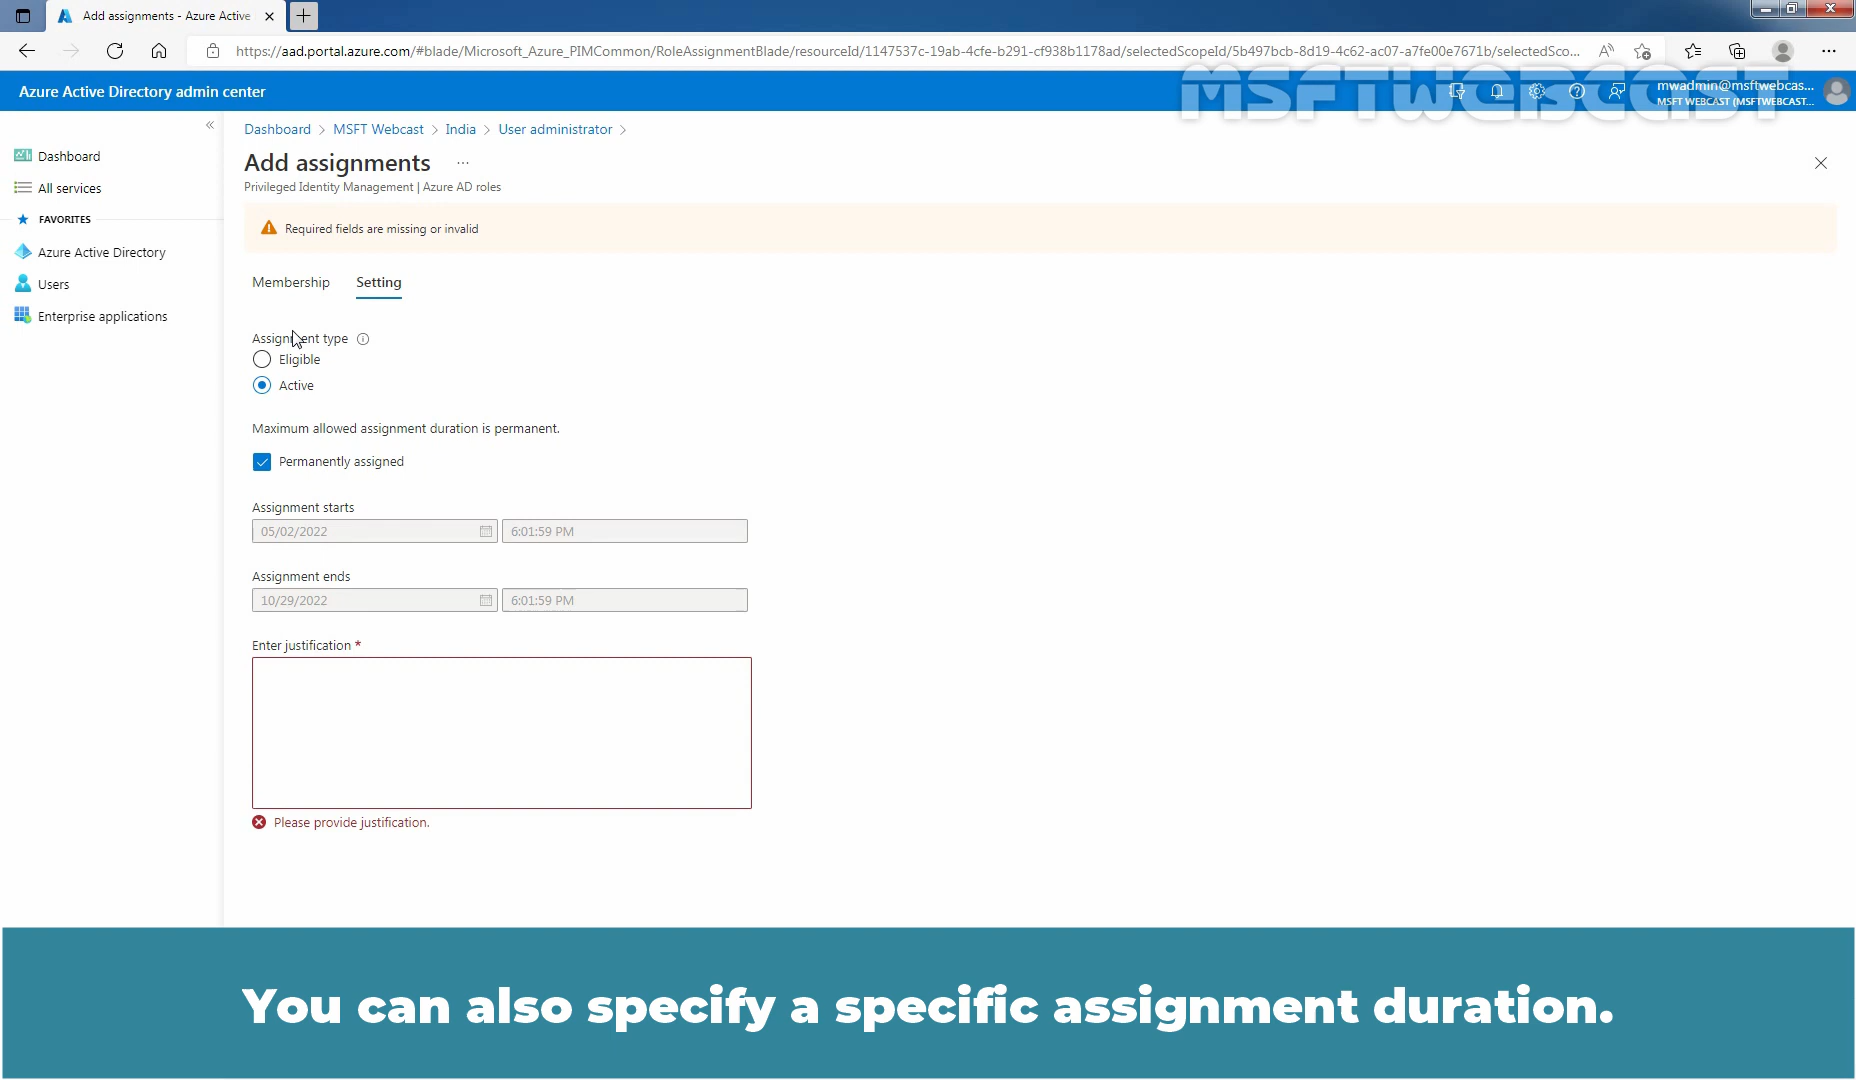 Add assignments - Azure Active
https://aad.portal.azure.com/#blade/Microsoft_Azure_PIMCommon/RoleAssignmentBlade/resourceId/1147537c-19ab-4cfe-b291-cf938b1178ad/selectedScopeId/5b497bcb-8d19-4c62-ac07-a7fe00e7671b/selectedSco...
Azure Active Directory admin center
MSFTWEBCAST
mwadmin@msftwebcas...
MSFT WEBCAST (MSFTWEBCAST....
Dashboard > MSFT Webcast > India > User administrator >
Add assignments ...
Privileged Identity Management | Azure AD roles
Dashboard
All services
FAVORITES
Azure Active Directory
Users
Enterprise applications
Required fields are missing or invalid
Membership Setting
Assignment type
Eligible
Active
Maximum allowed assignment duration is permanent.
Permanently assigned
Assignment starts
05/02/2022 6:01:59 PM
Assignment ends
10/29/2022 6:01:59 PM
Enter justification *
Please provide justification.
You can also specify a specific assignment duration.